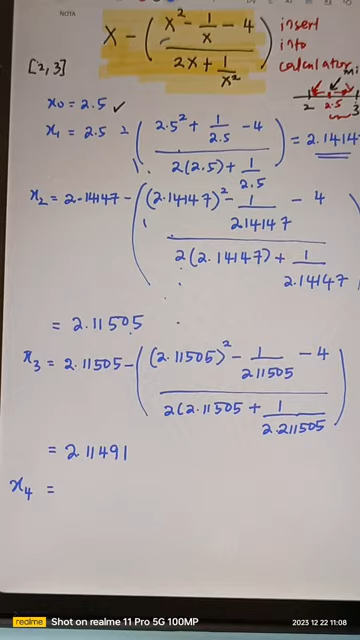 NOTA
x - ( x² - 1/x - 4 / 2x + 1/x² ) insert into calculator
[2,3]
2 2.5 3
x₀ = 2.5 ✓
x₁ = 2.5 - ( 2.5² + 1/2.5 - 4 / 2(2.5) + 1/2.5 ) = 2.14147
x₂ = 2.14147 - ( (2.14147)² - 1/2.14147 - 4 / 2(2.14147) + 1/2.14147 )
= 2.11505
x₃ = 2.11505 - ( (2.11505)² - 1/2.11505 - 4 / 2(2.11505 + 1/2.211505 )
= 2.11491
x₄ =
realme Shot on realme 11 Pro 5G 100MP 2023 12 22 11:08